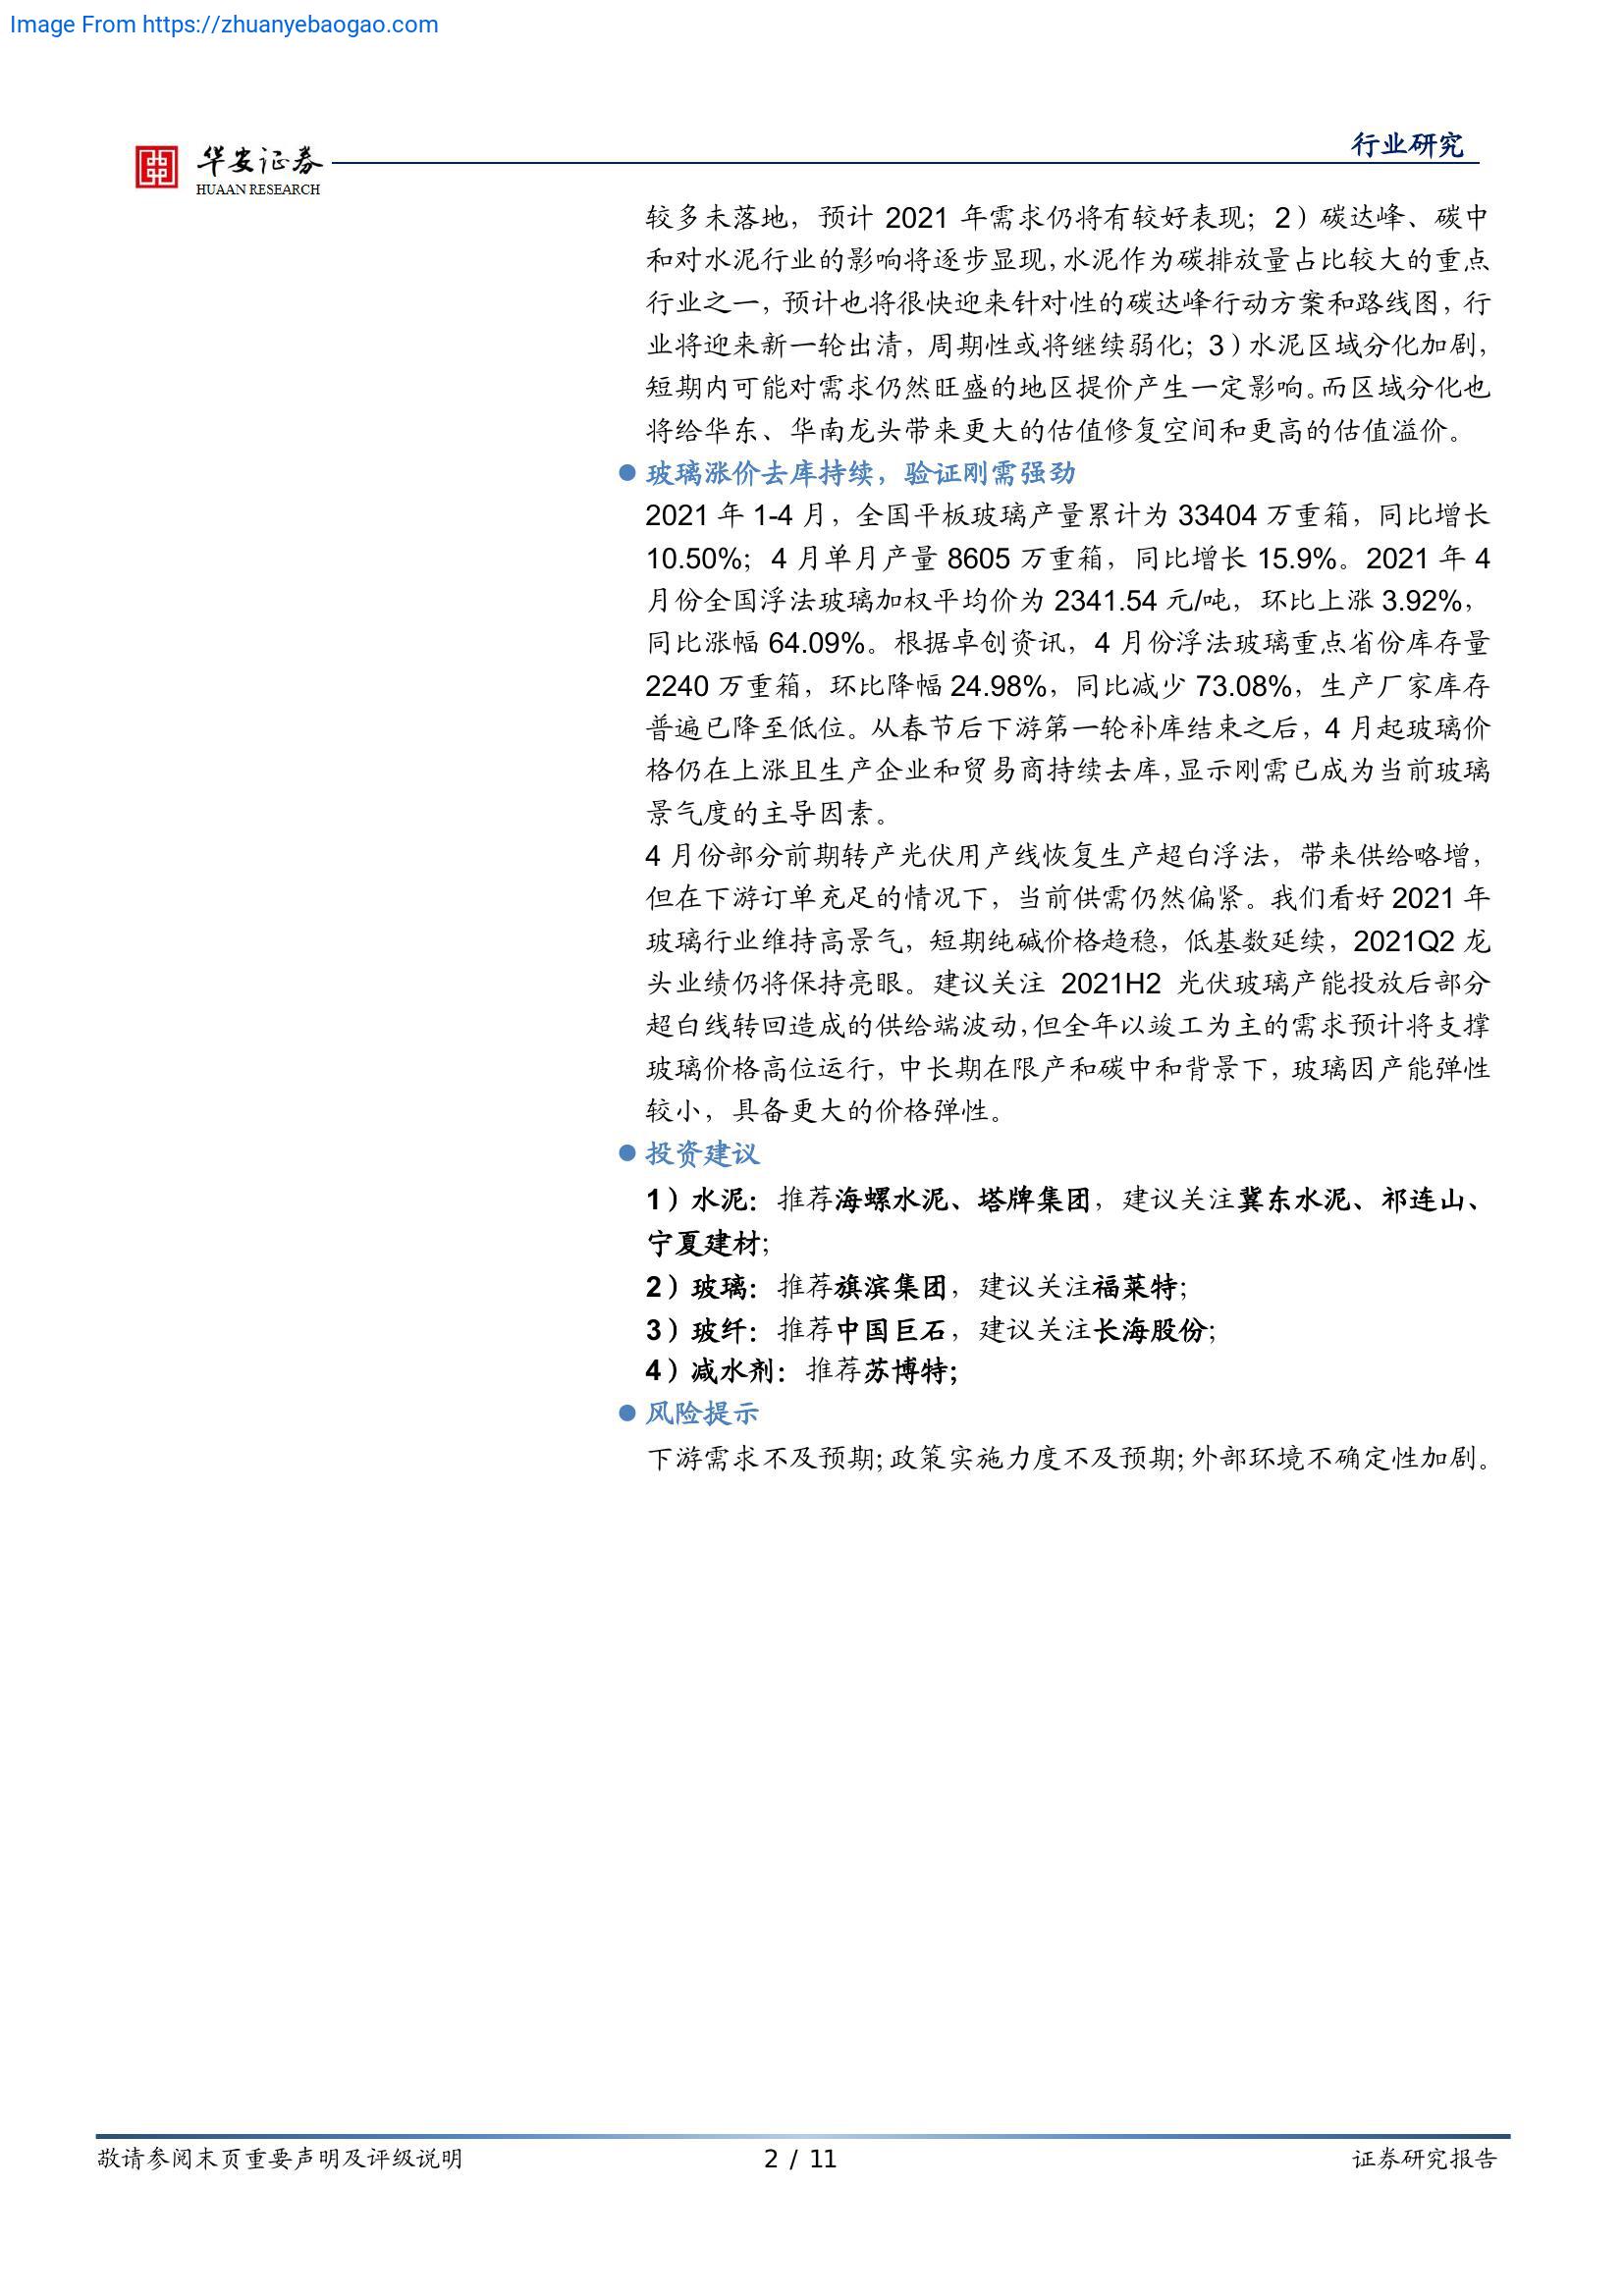 Image From https://zhuanyebaogao.com
华安证券
HUAAN RESEARCH
行业研究
较多未落地，预计 2021 年需求仍将有较好表现；2）碳达峰、碳中
和对水泥行业的影响将逐步显现，水泥作为碳排放量占比较大的重点
行业之一，预计也将很快迎来针对性的碳达峰行动方案和路线图，行
业将迎来新一轮出清，周期性或将继续弱化；3）水泥区域分化加剧，
短期内可能对需求仍然旺盛的地区提价产生一定影响。而区域分化也
将给华东、华南龙头带来更大的估值修复空间和更高的估值溢价。
● 玻璃涨价去库持续，验证刚需强劲
2021 年 1-4 月，全国平板玻璃产量累计为 33404 万重箱，同比增长
10.50%；4 月单月产量 8605 万重箱，同比增长 15.9%。2021 年 4
月份全国浮法玻璃加权平均价为 2341.54 元/吨，环比上涨 3.92%，
同比涨幅 64.09%。根据卓创资讯，4 月份浮法玻璃重点省份库存量
2240 万重箱，环比降幅 24.98%，同比减少 73.08%，生产厂家库存
普遍已降至低位。从春节后下游第一轮补库结束之后，4 月起玻璃价
格仍在上涨且生产企业和贸易商持续去库，显示刚需已成为当前玻璃
景气度的主导因素。
4 月份部分前期转产光伏用产线恢复生产超白浮法，带来供给略增，
但在下游订单充足的情况下，当前供需仍然偏紧。我们看好 2021 年
玻璃行业维持高景气，短期纯碱价格趋稳，低基数延续，2021Q2 龙
头业绩仍将保持亮眼。建议关注 2021H2 光伏玻璃产能投放后部分
超白线转回造成的供给端波动，但全年以竣工为主的需求预计将支撑
玻璃价格高位运行，中长期在限产和碳中和背景下，玻璃因产能弹性
较小，具备更大的价格弹性。
● 投资建议
1）水泥：推荐海螺水泥、塔牌集团，建议关注冀东水泥、祁连山、
宁夏建材；
2）玻璃：推荐旗滨集团，建议关注福莱特；
3）玻纤：推荐中国巨石，建议关注长海股份；
4）减水剂：推荐苏博特；
● 风险提示
下游需求不及预期；政策实施力度不及预期；外部环境不确定性加剧。
敬请参阅末页重要声明及评级说明
2 / 11
证券研究报告